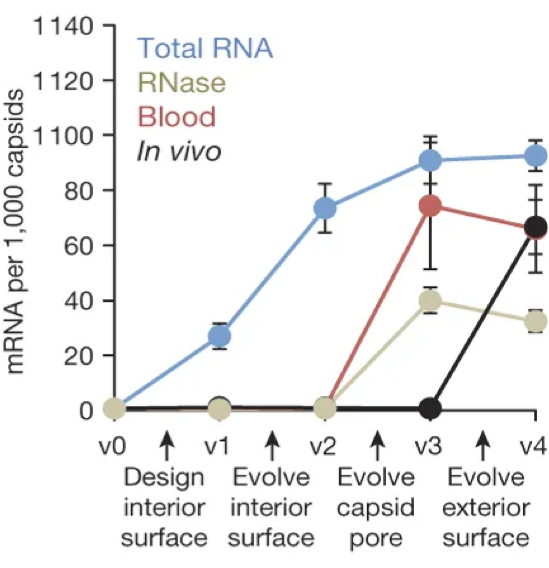 1140
1120
1100
80
60
40
20
0
mRNA per 1,000 capsids
Total RNA
RNase
Blood
In vivo
v0 v1 v2 v3 v4
Design Evolve Evolve Evolve
interior interior capsid exterior
surface surface pore surface